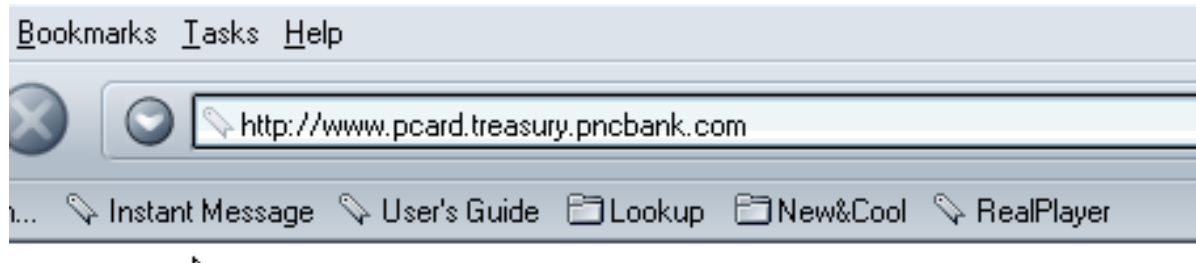 Bookmarks Tasks Help
http://www.pcard.treasury.pncbank.com
Instant Message User's Guide Lookup New&Cool RealPlayer